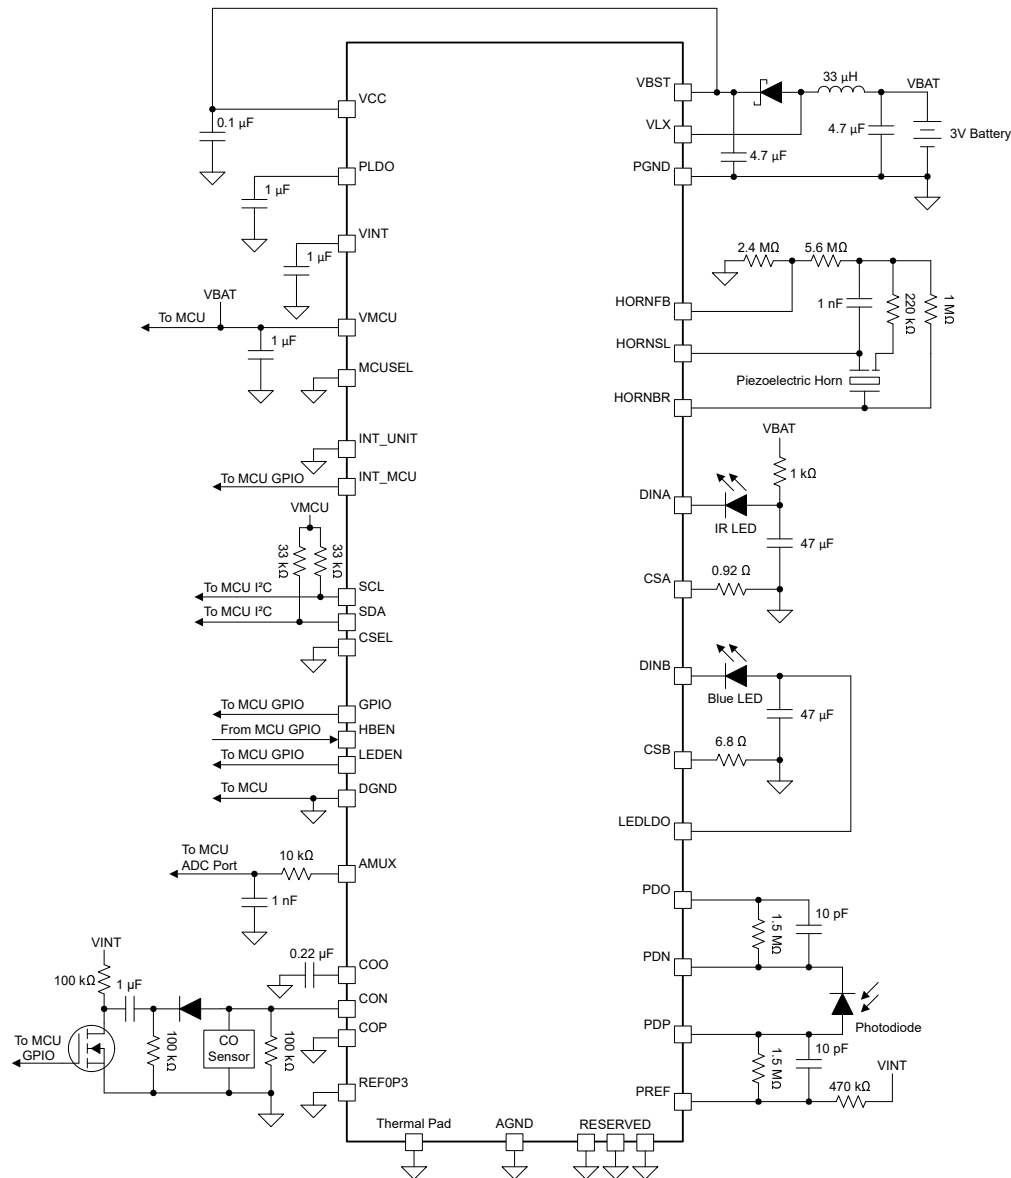 VBST
33 µH
VBAT
VCC
VLX
0.1 µF
4.7 µF
3V Battery
4.7 µF
PLDO
PGND
1 µF
VINT
1 µF
2.4 MΩ
5.6 MΩ
VBAT
HORNFB
1 nF
220 kΩ
1 MΩ
To MCU
VMCU
1 µF
HORNSL
MCUSEL
Piezoelectric Horn
HORNBR
INT_UNIT
VBAT
To MCU GPIO
INT_MCU
1 kΩ
DINA
VMCU
IR LED
33 kΩ
33 kΩ
47 µF
CSA
0.92 Ω
To MCU I²C
SCL
To MCU I²C
SDA
CSEL
DINB
Blue LED
To MCU GPIO
GPIO
47 µF
From MCU GPIO
HBEN
To MCU GPIO
LEDEN
CSB
6.8 Ω
To MCU
DGND
LEDLDO
To MCU
ADC Port
10 kΩ
AMUX
1 nF
PDO
1.5 MΩ
10 pF
VINT
0.22 µF
COO
PDN
100 kΩ
1 µF
CON
To MCU
GPIO
100 kΩ
CO
Sensor
100 kΩ
COP
PDP
Photodiode
1.5 MΩ
10 pF
VINT
REF0P3
PREF
470 kΩ
Thermal Pad
AGND
RESERVED